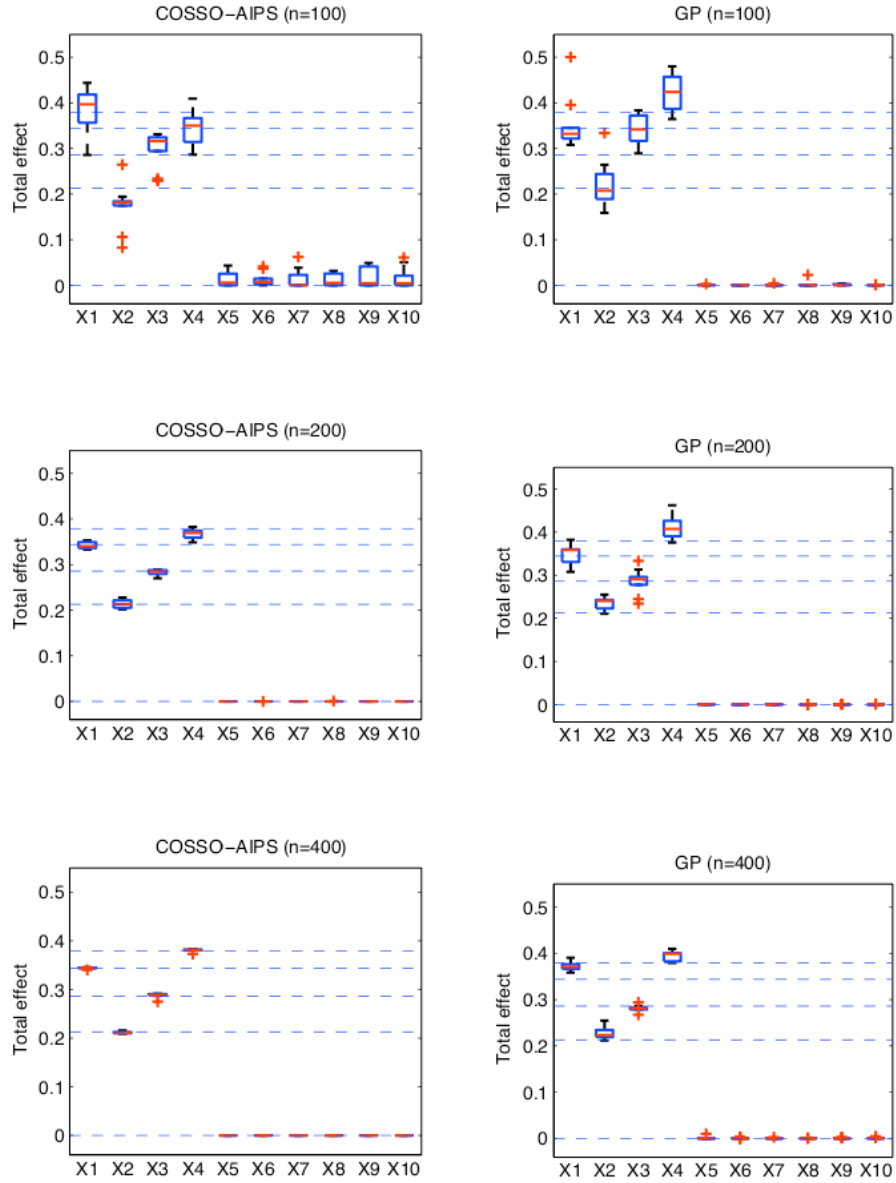 COSSO−AIPS (n=100)
Total effect
0.5
0.4
0.3
0.2
0.1
0
X1 X2 X3 X4 X5 X6 X7 X8 X9 X10
GP (n=100)
Total effect
0.5
0.4
0.3
0.2
0.1
0
X1 X2 X3 X4 X5 X6 X7 X8 X9 X10
COSSO−AIPS (n=200)
Total effect
0.5
0.4
0.3
0.2
0.1
0
X1 X2 X3 X4 X5 X6 X7 X8 X9 X10
GP (n=200)
Total effect
0.5
0.4
0.3
0.2
0.1
0
X1 X2 X3 X4 X5 X6 X7 X8 X9 X10
COSSO−AIPS (n=400)
Total effect
0.5
0.4
0.3
0.2
0.1
0
X1 X2 X3 X4 X5 X6 X7 X8 X9 X10
GP (n=400)
Total effect
0.5
0.4
0.3
0.2
0.1
0
X1 X2 X3 X4 X5 X6 X7 X8 X9 X10